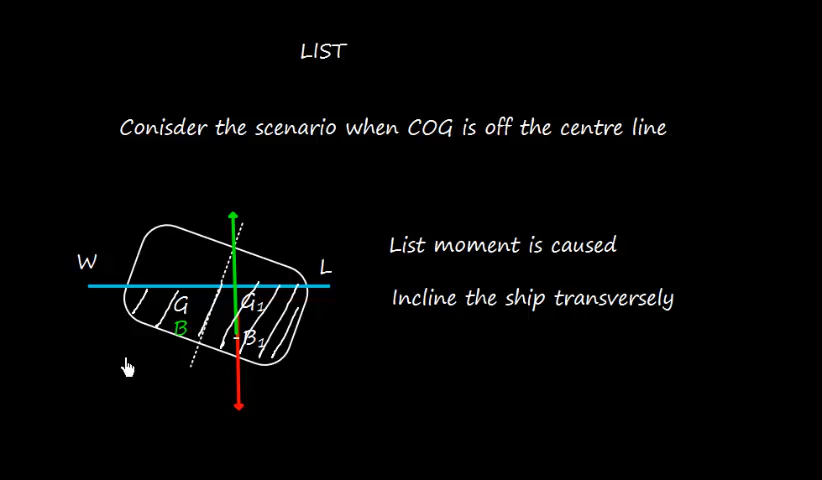 LIST
Conisder the scenario when COG is off the centre line
List moment is caused
W
L
Incline the ship transversely
G
G1
B
B1